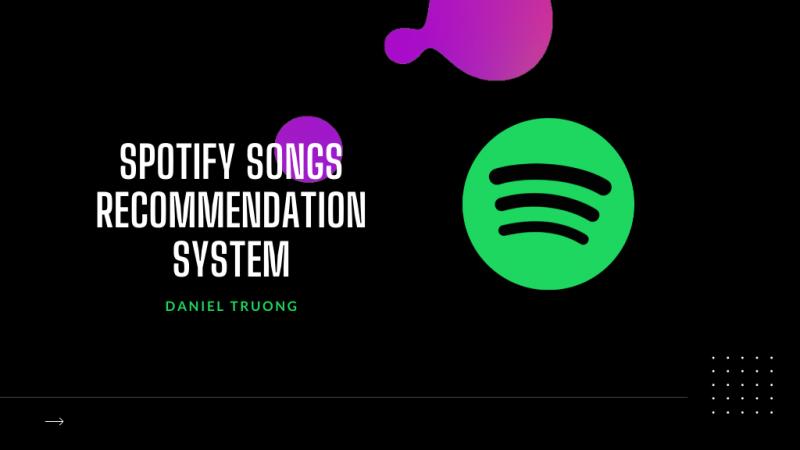 SPOTIFY SONGS
RECOMMENDATION
SYSTEM
DANIEL TRUONG